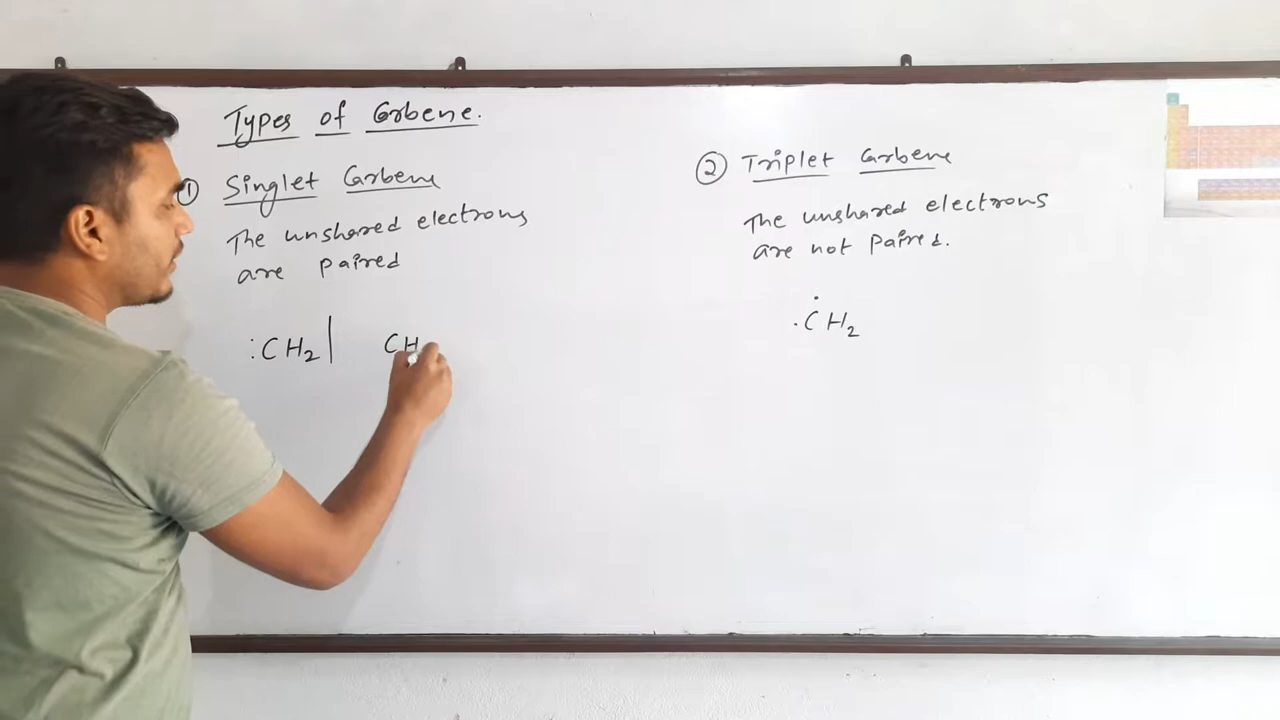 Types of Carbene.
① Singlet Carbene
The unshared electrons
are paired
:CH₂| CH
② Triplet Carbene
The unshared electrons
are not paired.
·ĊH₂